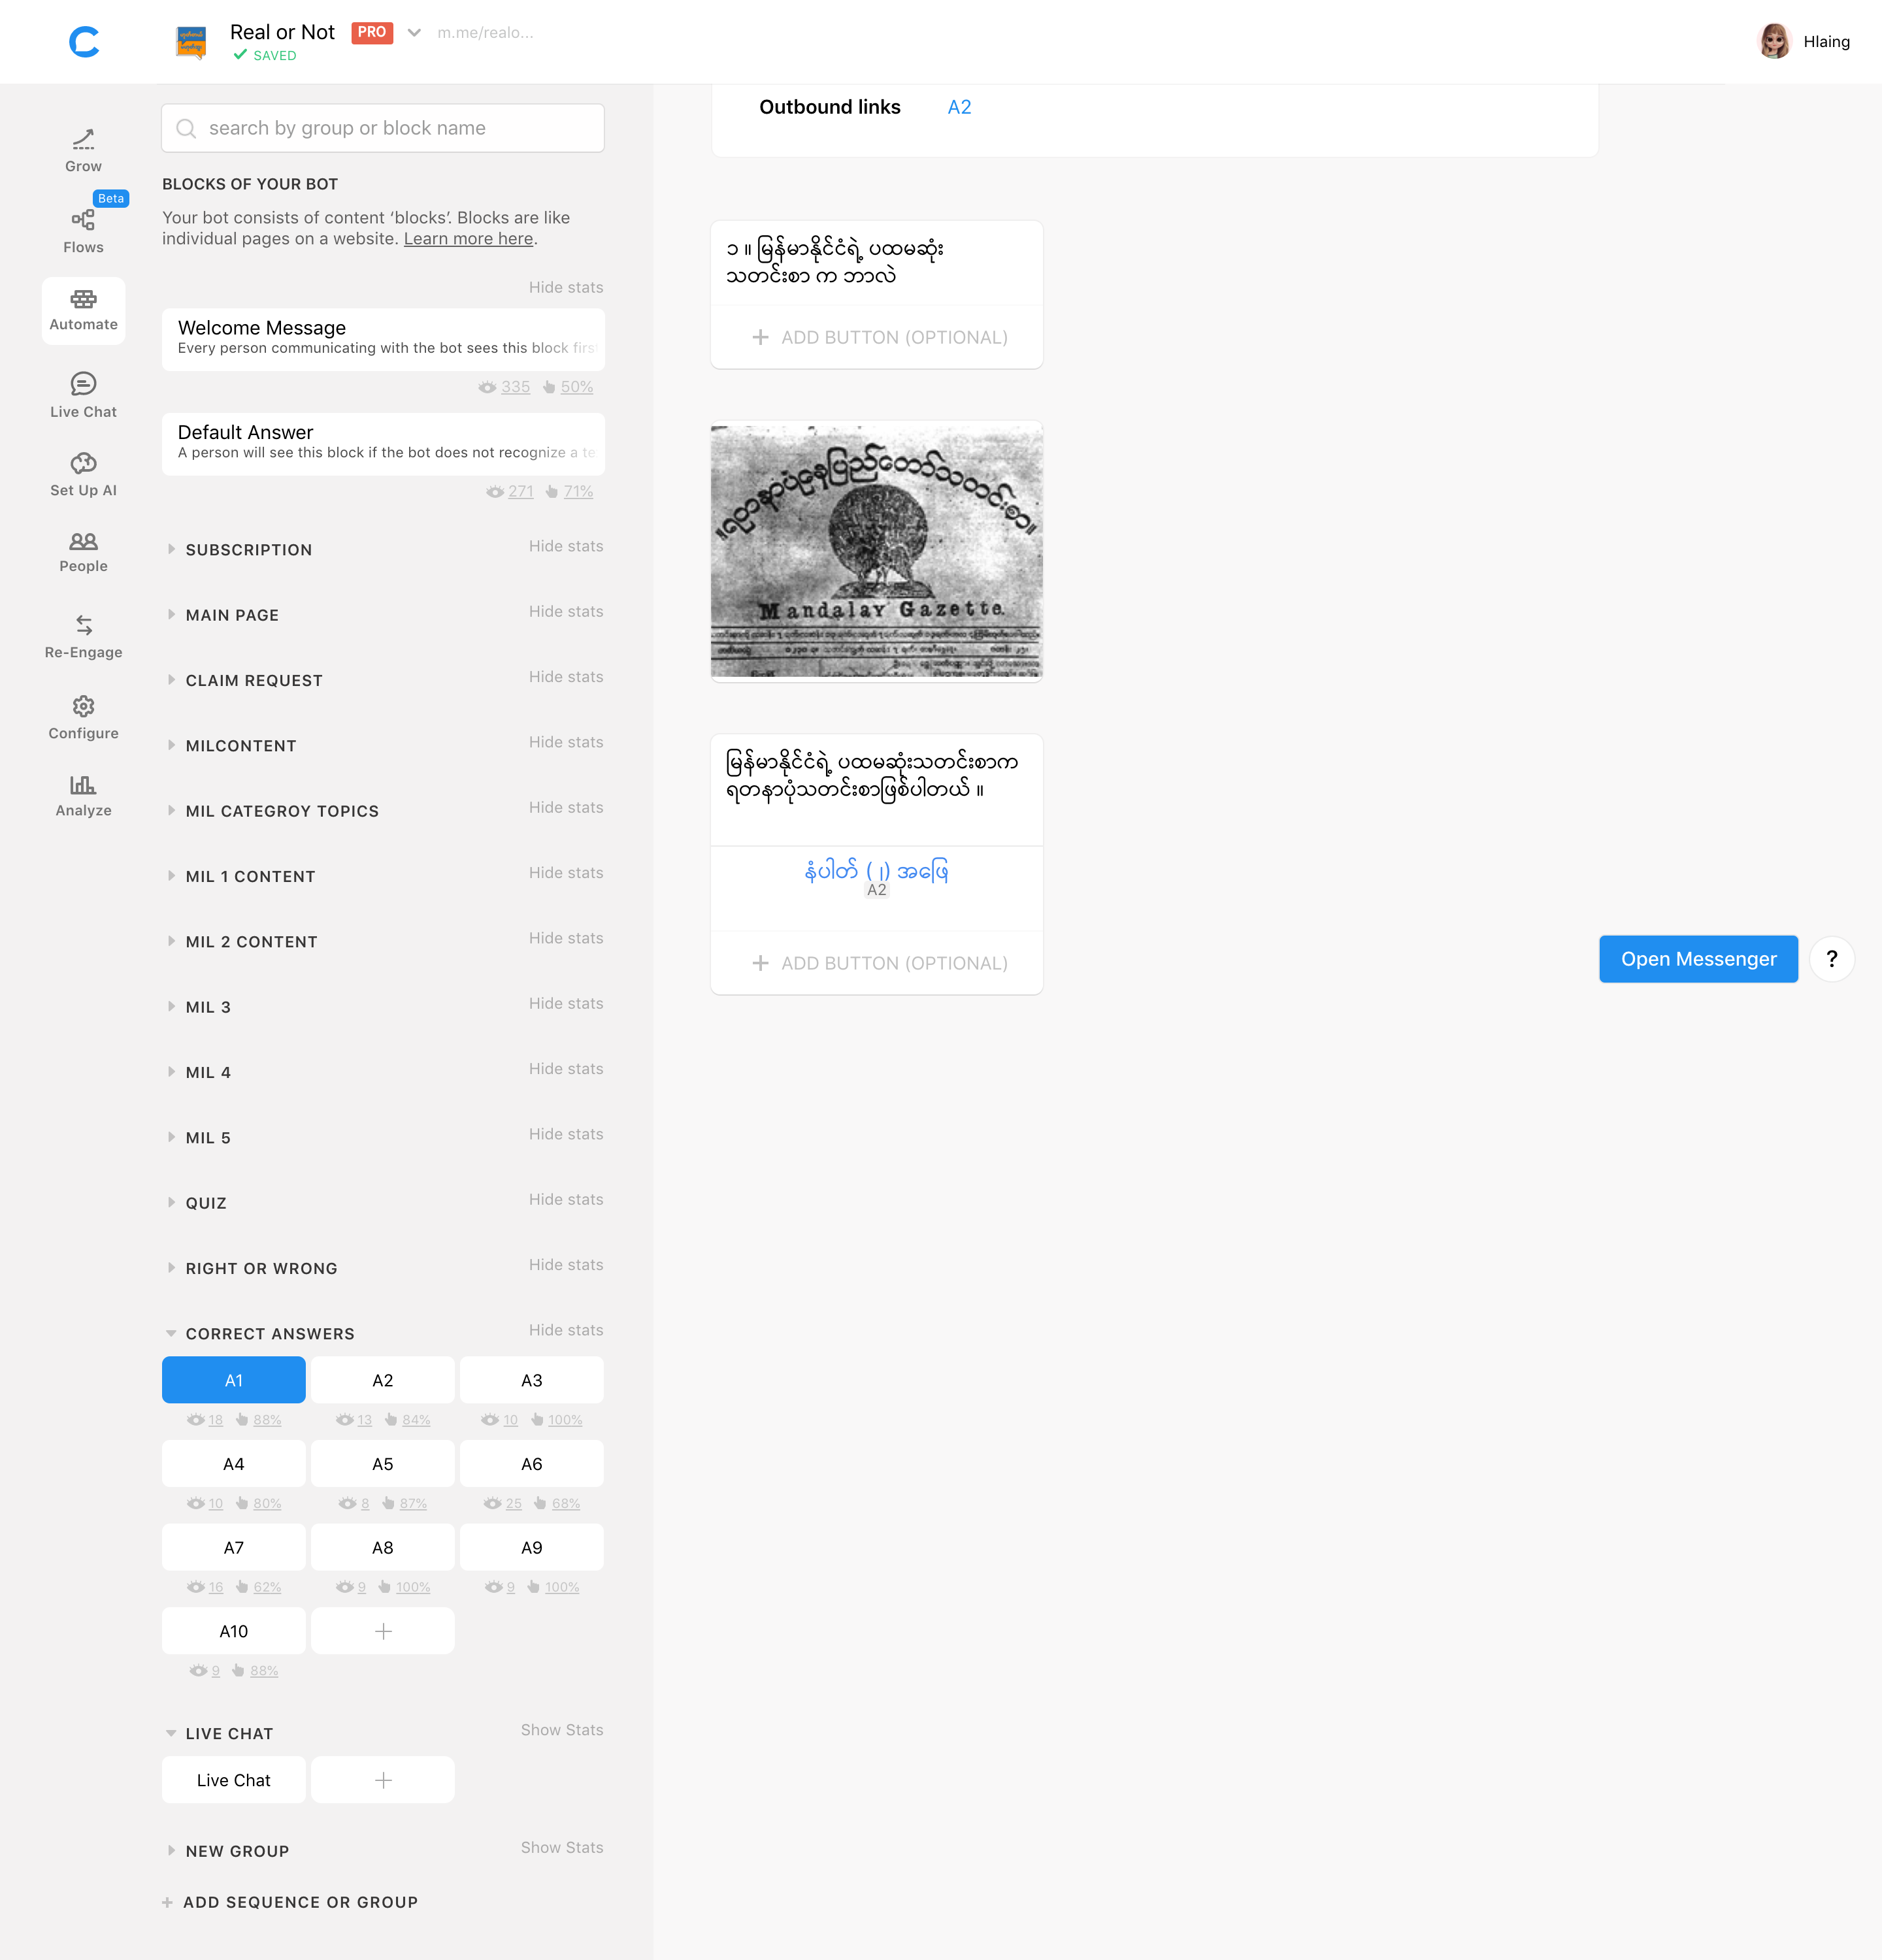 Real or Not PRO m.me/realo...
SAVED
Hlaing
Grow
Beta
Flows
Automate
Live Chat
Set Up AI
People
Re-Engage
Configure
Analyze
search by group or block name
BLOCKS OF YOUR BOT
Your bot consists of content ‘blocks’. Blocks are like
individual pages on a website. Learn more here.
Hide stats
Welcome Message
Every person communicating with the bot sees this block first
335 50%
Default Answer
A person will see this block if the bot does not recognize a te
271 71%
SUBSCRIPTION Hide stats
MAIN PAGE Hide stats
CLAIM REQUEST Hide stats
MILCONTENT Hide stats
MIL CATEGROY TOPICS Hide stats
MIL 1 CONTENT Hide stats
MIL 2 CONTENT Hide stats
MIL 3 Hide stats
MIL 4 Hide stats
MIL 5 Hide stats
QUIZ Hide stats
RIGHT OR WRONG Hide stats
CORRECT ANSWERS Hide stats
A1 A2 A3
18 88% 13 84% 10 100%
A4 A5 A6
10 80% 8 87% 25 68%
A7 A8 A9
16 62% 9 100% 9 100%
A10
9 88%
LIVE CHAT Show Stats
Live Chat
NEW GROUP Show Stats
ADD SEQUENCE OR GROUP
Outbound links A2
၁ ။ မြန်မာနိုင်ငံရဲ့ ပထမဆုံး
သတင်းစာ က ဘာလဲ
ADD BUTTON (OPTIONAL)
။ရတနာပုံနေပြည်တော်သတင်းစာ။
Mandalay Gazette.
မြန်မာနိုင်ငံရဲ့ ပထမဆုံးသတင်းစာက
ရတနာပုံသတင်းစာဖြစ်ပါတယ် ။
နံပါတ် (၂) အဖြေ
A2
ADD BUTTON (OPTIONAL)
Open Messenger ?